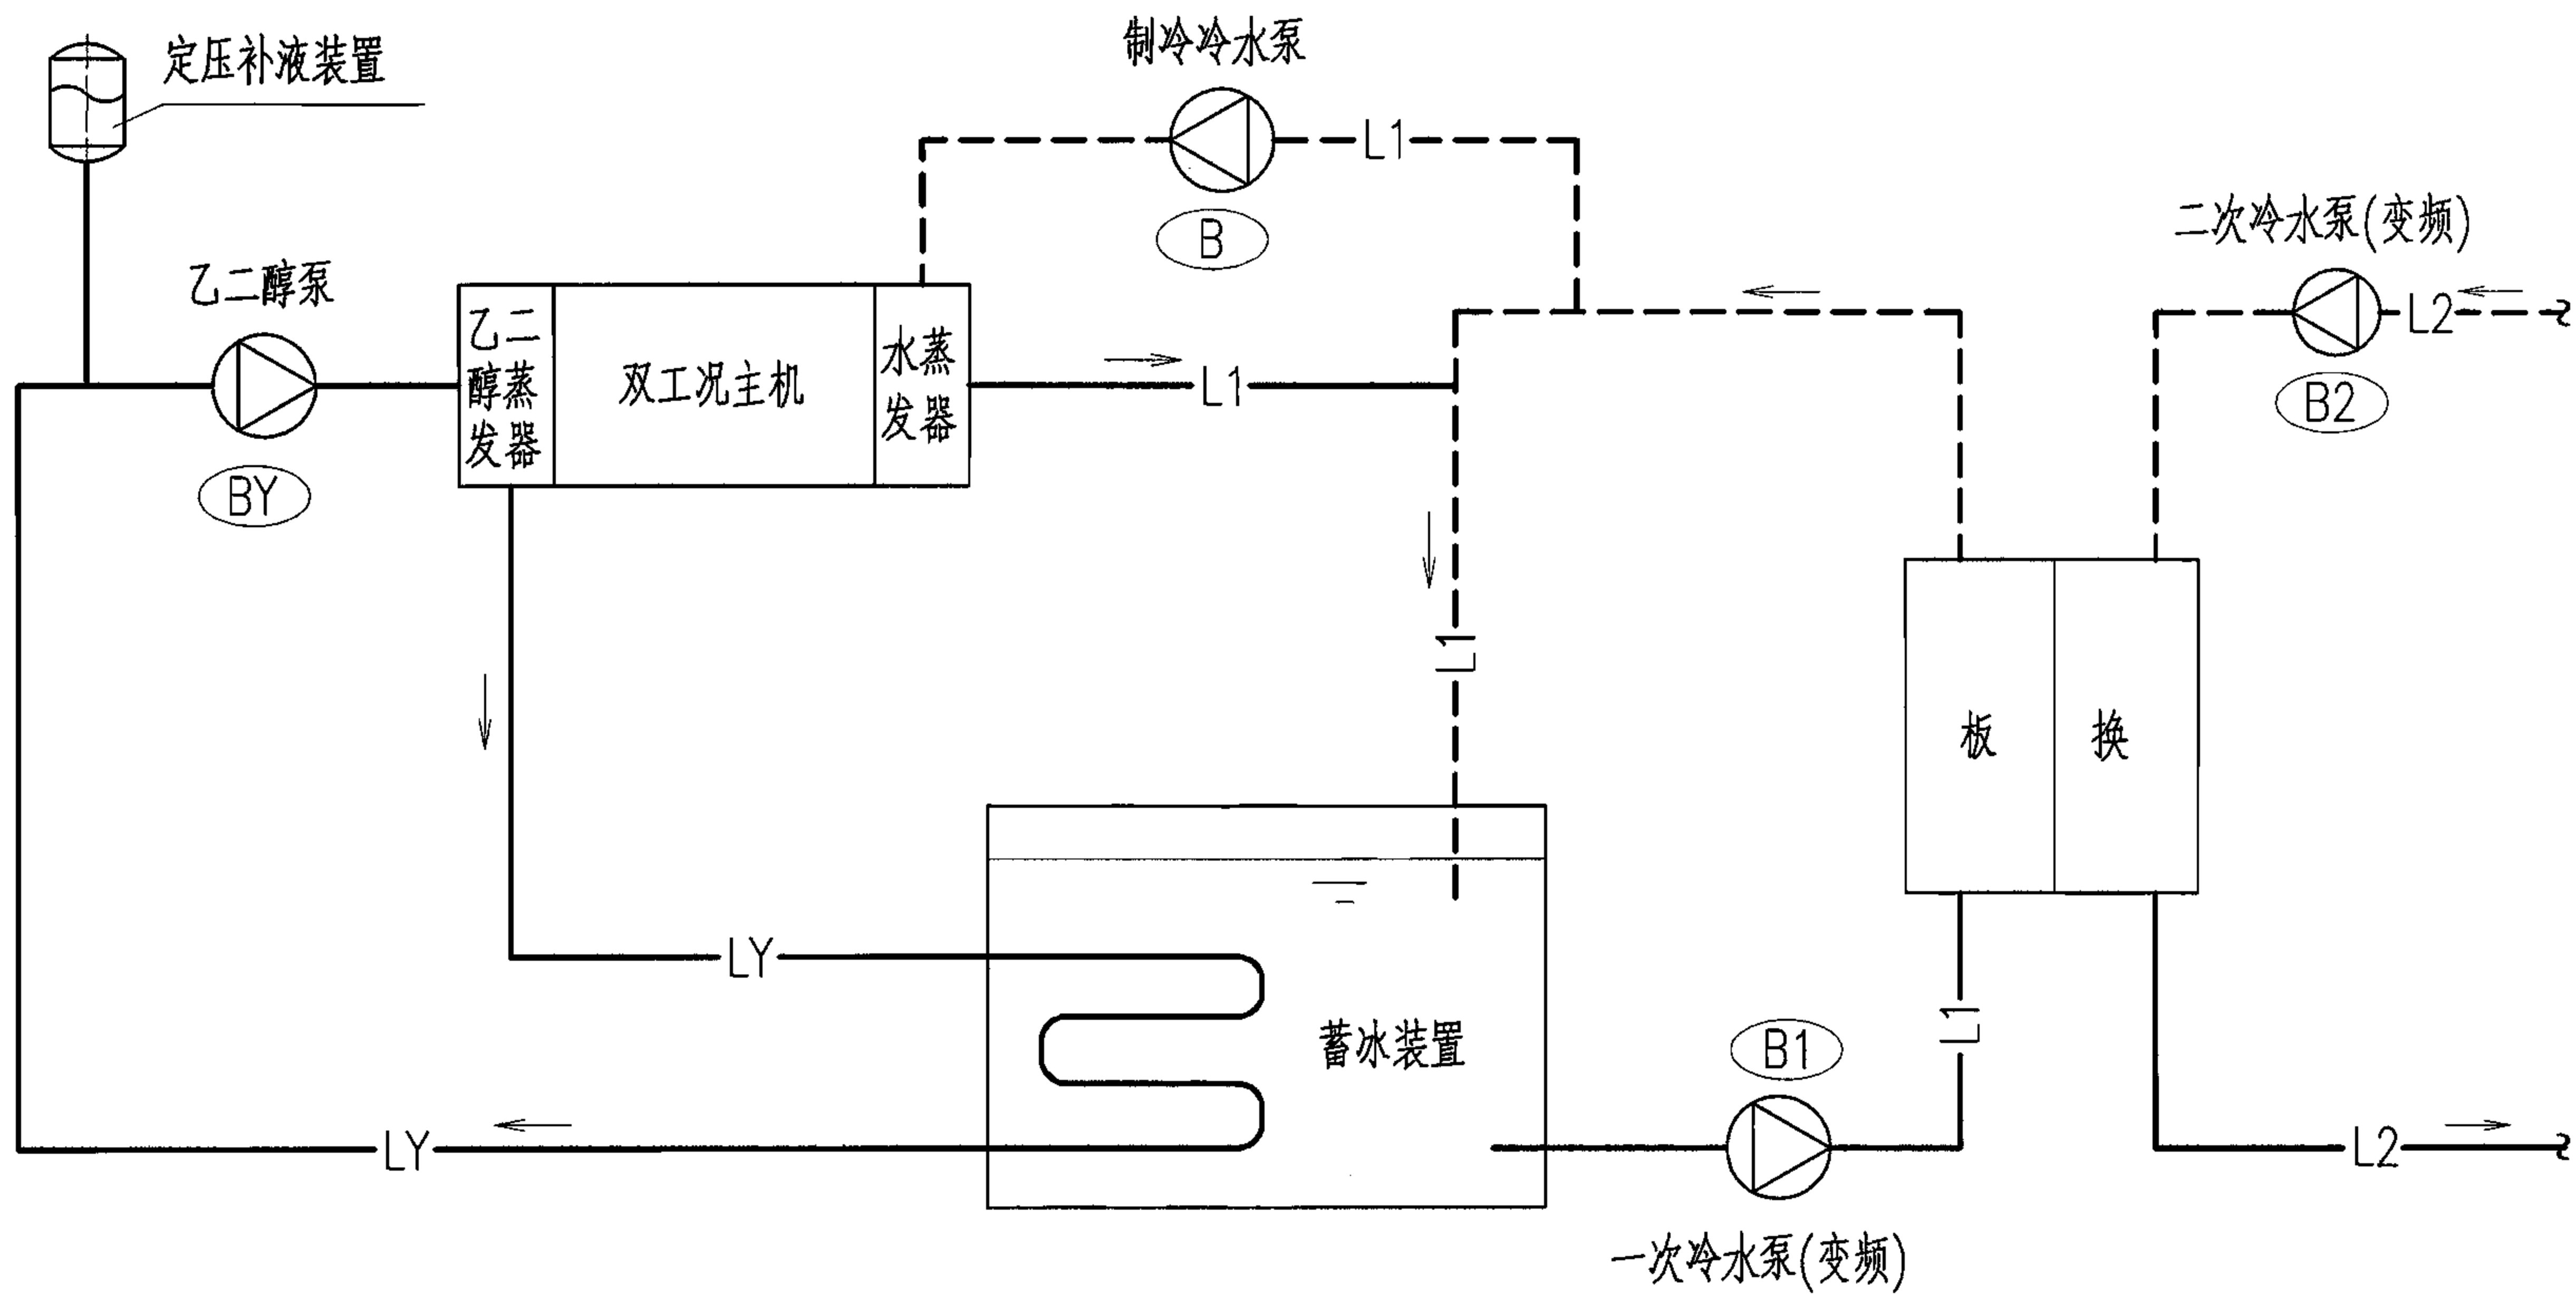 定压补液装置
制冷冷水泵
L1
B
二次冷水泵(变频)
L2
B2
乙二醇泵
BY
乙二
醇蒸
发器
双工况主机
水蒸
发器
L1
L1
板 换
LY
蓄冰装置
B1
L1
LY
L2
一次冷水泵(变频)